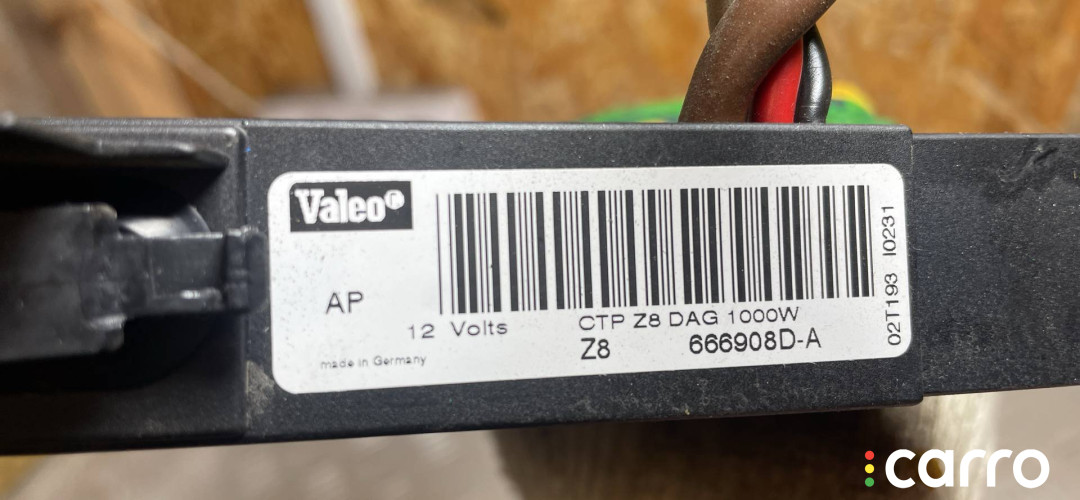 Valeo®
AP
12 Volts
made in Germany
CTP Z8 DAG 1000W
Z8 666908D-A
02T193 I0231
carro